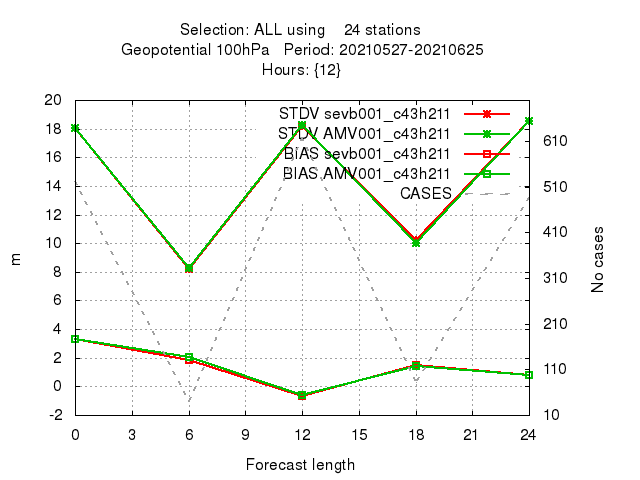 Selection: ALL using    24 stations
Geopotential 100hPa   Period: 20210527-20210625
Hours: {12}
STDV sevb001_c43h211
STDV AMV001_c43h211
BIAS sevb001_c43h211
BIAS AMV001_c43h211
CASES
20
18
16
14
12
10
8
6
4
2
0
-2
m
610
510
410
310
210
110
10
No cases
0 3 6 9 12 15 18 21 24
Forecast length